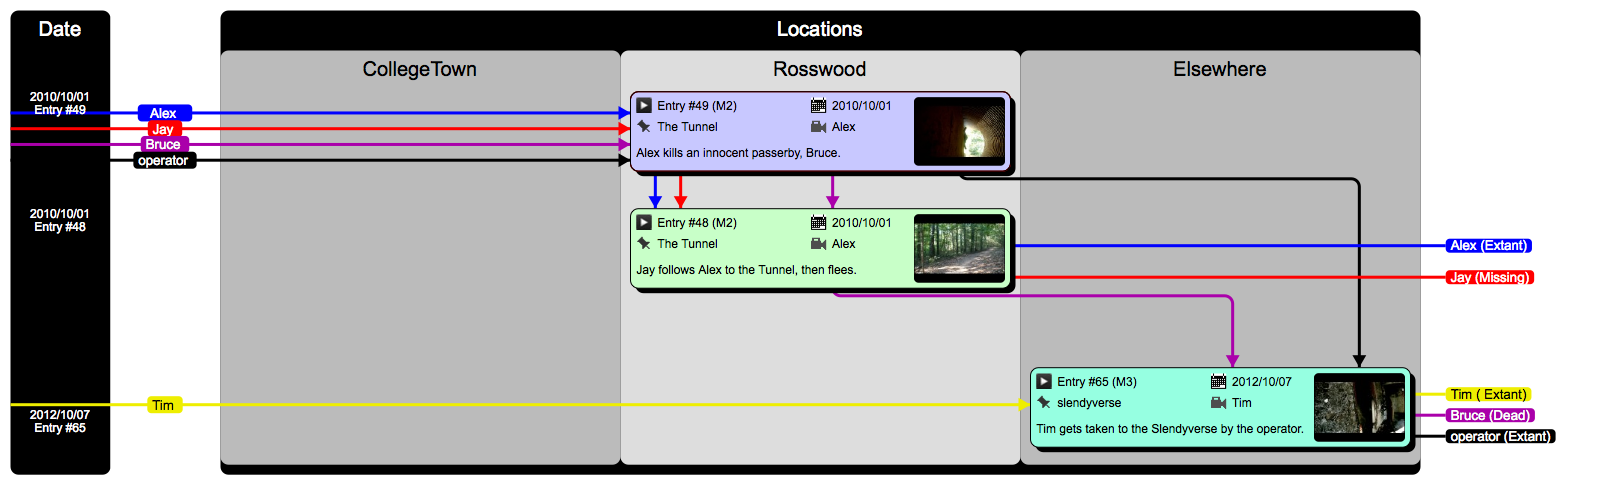 Date
Locations
CollegeTown
Rosswood
Elsewhere
2010/10/01
Entry #49
Alex
Jay
Bruce
operator
Entry #49 (M2)
2010/10/01
The Tunnel
Alex
Alex kills an innocent passerby, Bruce.
2010/10/01
Entry #48
Entry #48 (M2)
2010/10/01
The Tunnel
Alex
Jay follows Alex to the Tunnel, then flees.
Alex (Extant)
Jay (Missing)
2012/10/07
Entry #65
Tim
Entry #65 (M3)
2012/10/07
slendyverse
Tim
Tim gets taken to the Slendyverse by the operator.
Tim ( Extant)
Bruce (Dead)
operator (Extant)